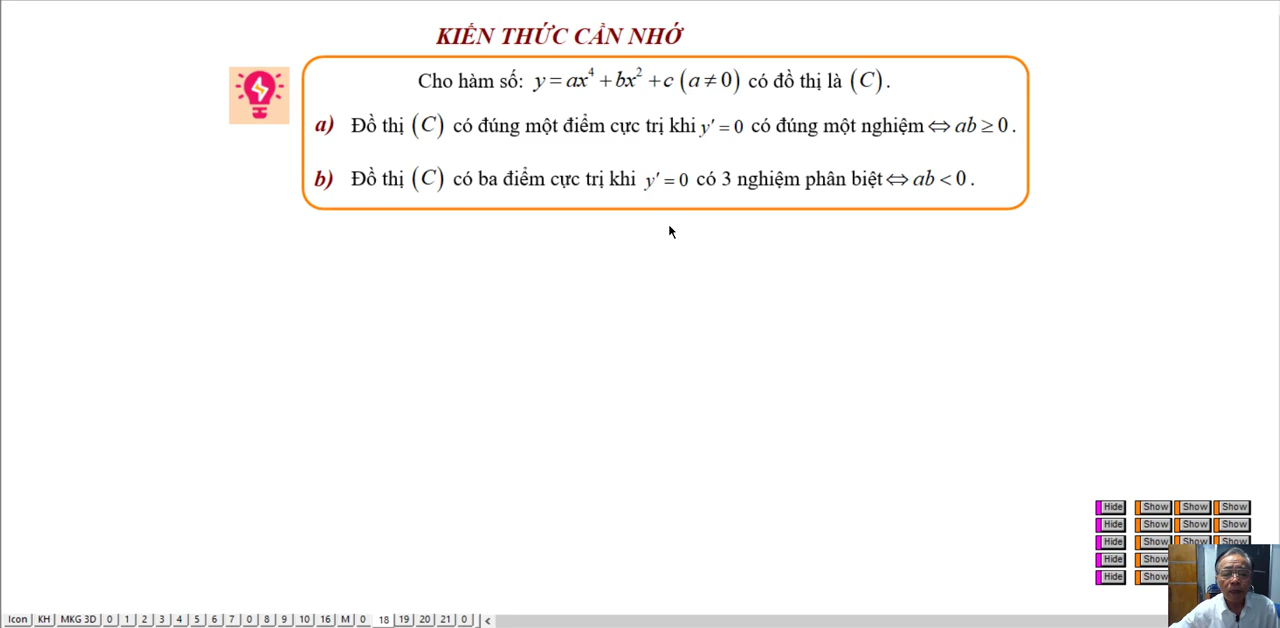 KIẾN THỨC CẦN NHỚ
Cho hàm số: y = ax⁴ + bx² + c (a ≠ 0) có đồ thị là (C).
a) Đồ thị (C) có đúng một điểm cực trị khi y′ = 0 có đúng một nghiệm ⇔ ab ≥ 0.
b) Đồ thị (C) có ba điểm cực trị khi y′ = 0 có 3 nghiệm phân biệt ⇔ ab < 0.
Hide Show Show Show
Hide Show Show Show
Hide Show Show Show
Hide Show
Hide Show
Icon KH MKG 3D 0 1 2 3 4 5 6 7 0 8 9 10 16 M 0 18 19 20 21 0 <